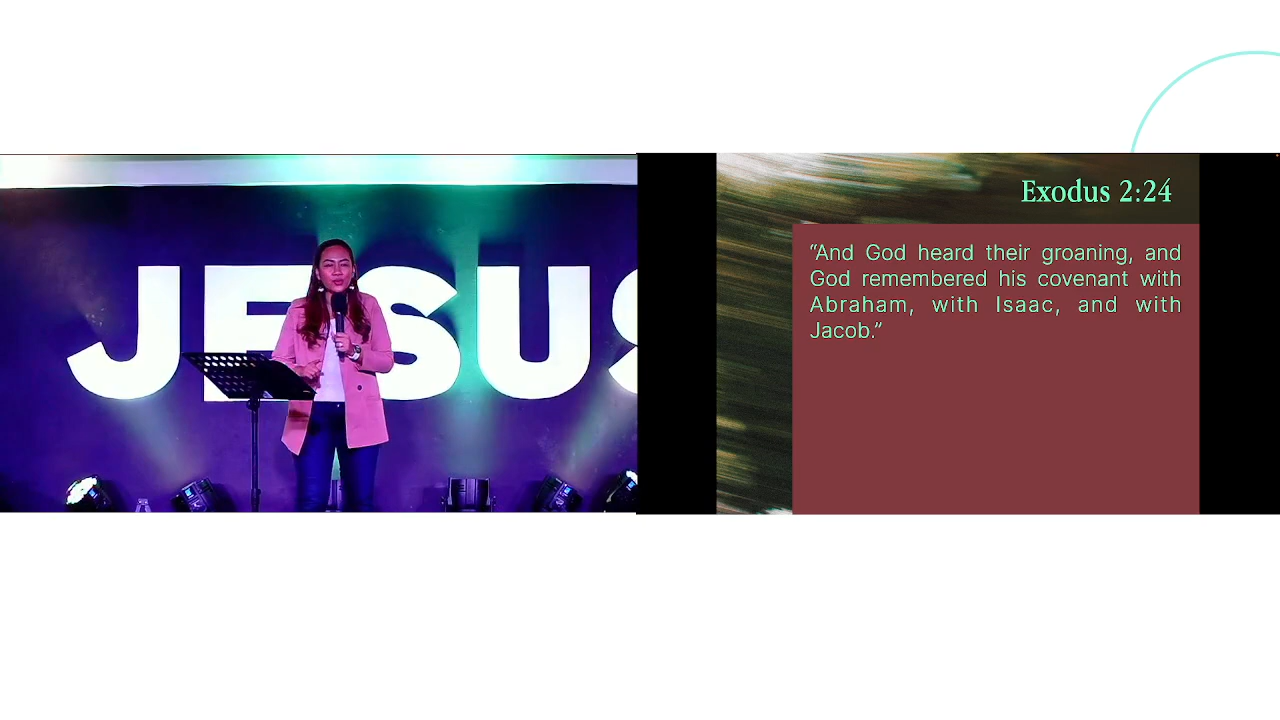 JESUS
Exodus 2:24
“And God heard their groaning, and
God remembered his covenant with
Abraham, with Isaac, and with
Jacob.”